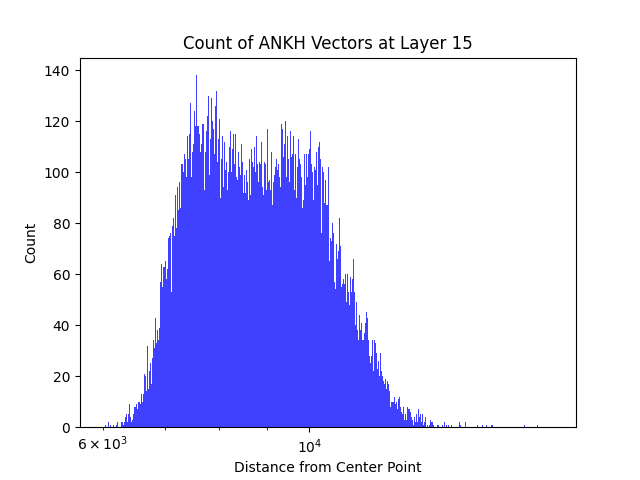 Count of ANKH Vectors at Layer 15
140
120
100
80
60
40
20
0
Count
6 × 10³
10⁴
Distance from Center Point